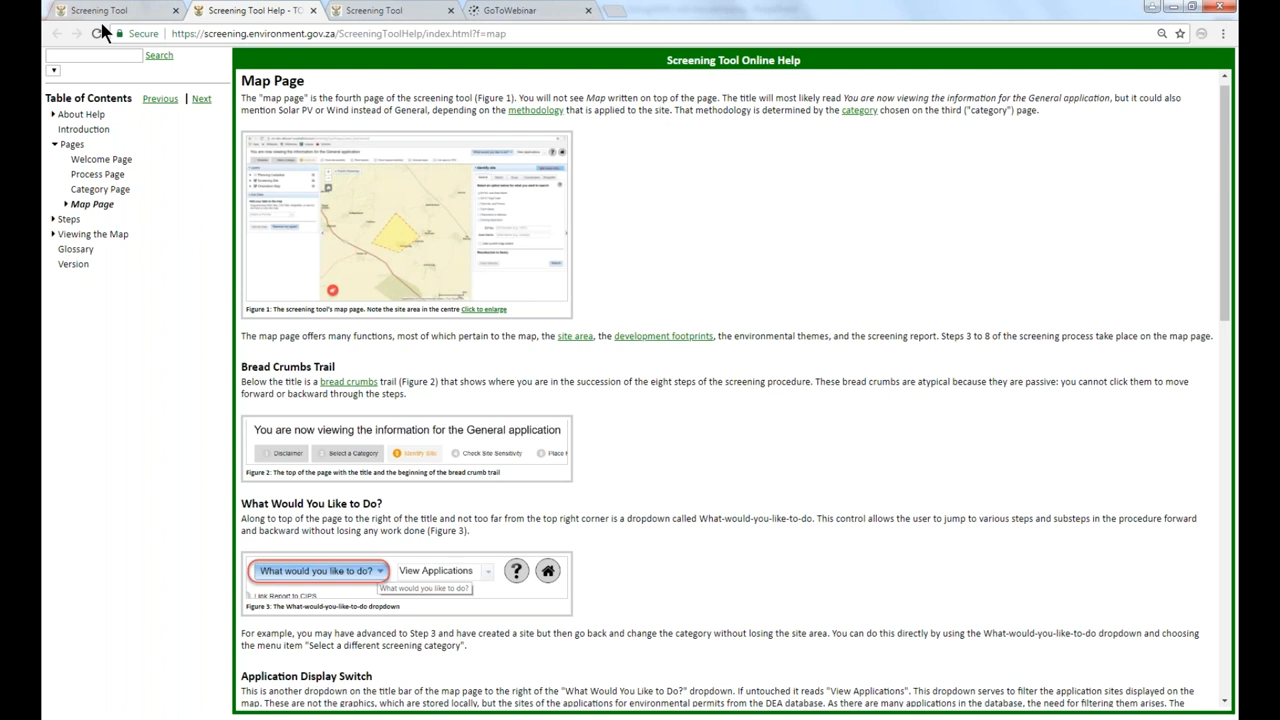 Screening Tool
Screening Tool Help - TC
Screening Tool
GoToWebinar
Secure
https://screening.environment.gov.za/ScreeningToolHelp/index.html?f=map
Search
Table of Contents
Previous | Next
About Help
Introduction
Pages
Welcome Page
Process Page
Category Page
Map Page
Steps
Viewing the Map
Glossary
Version
Screening Tool Online Help
Map Page
The "map page" is the fourth page of the screening tool (Figure 1). You will not see Map written on top of the page. The title will most likely read You are now viewing the information for the General application, but it could also
mention Solar PV or Wind instead of General, depending on the methodology that is applied to the site. That methodology is determined by the category chosen on the third ("category") page.
You are now viewing the information for the General application
Figure 1: The screening tool's map page. Note the site area in the centre Click to enlarge
The map page offers many functions, most of which pertain to the map, the site area, the development footprints, the environmental themes, and the screening report. Steps 3 to 8 of the screening process take place on the map page.
Bread Crumbs Trail
Below the title is a bread crumbs trail (Figure 2) that shows where you are in the succession of the eight steps of the screening procedure. These bread crumbs are atypical because they are passive: you cannot click them to move
forward or backward through the steps.
You are now viewing the information for the General application
Disclaimer
Select a Category
Identify Site
Check Site Sensitivity
Place
Figure 2: The top of the page with the title and the beginning of the bread crumb trail
What Would You Like to Do?
Along to top of the page to the right of the title and not too far from the top right corner is a dropdown called What-would-you-like-to-do. This control allows the user to jump to various steps and substeps in the procedure forward
and backward without losing any work done (Figure 3).
What would you like to do?
View Applications
?
What would you like to do?
Link Report to CIPS
Figure 3: The What-would-you-like-to-do dropdown
For example, you may have advanced to Step 3 and have created a site but then go back and change the category without losing the site area. You can do this directly by using the What-would-you-like-to-do dropdown and choosing
the menu item "Select a different screening category".
Application Display Switch
This is another dropdown on the title bar of the map page to the right of the "What Would You Like to Do?" dropdown. If untouched it reads "View Applications". This dropdown serves to filter the application sites displayed on the
map. These are not the graphics, which are stored locally, but the sites of the applications for environmental permits from the DEA database. As there are many applications in the database, the need for filtering them arises. The